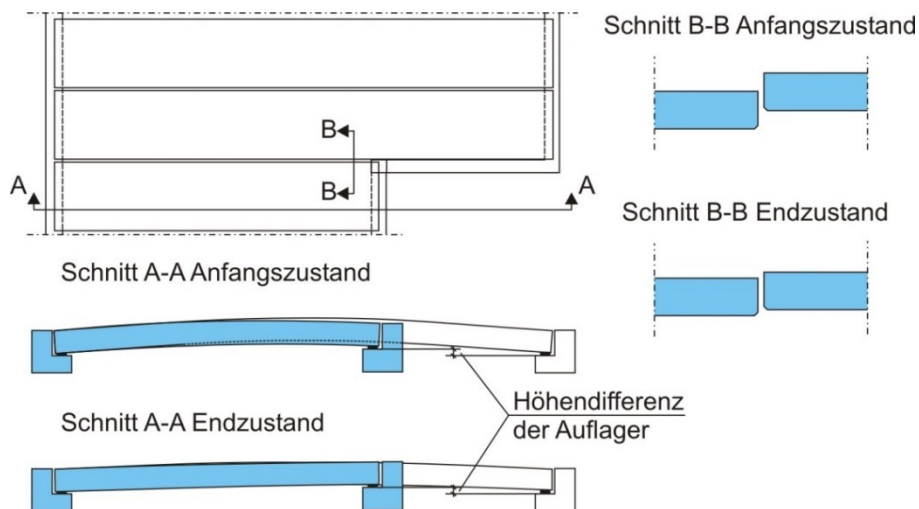 Schnitt B-B Anfangszustand
B
B
A
A
Schnitt B-B Endzustand
Schnitt A-A Anfangszustand
Höhendifferenz
der Auflager
Schnitt A-A Endzustand